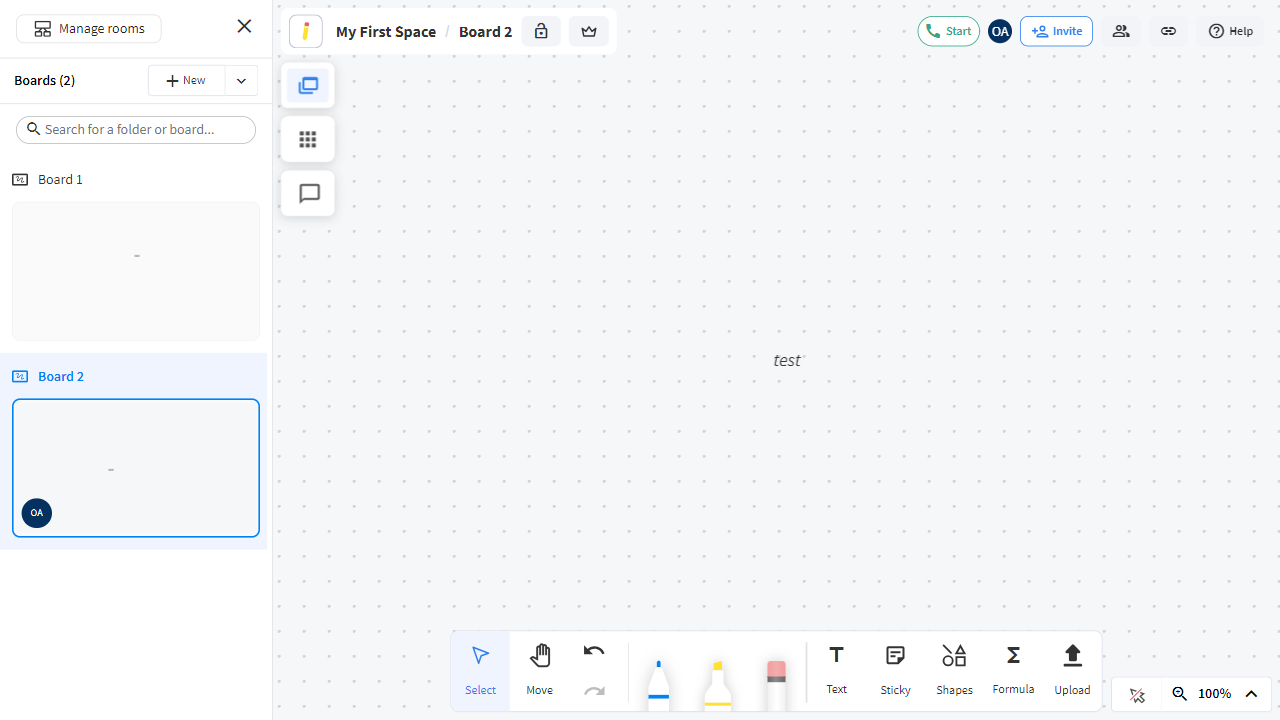 Manage rooms
My First Space / Board 2
Start
OA
Invite
Help
Boards (2)
New
Search for a folder or board...
Board 1
Board 2
OA
test
Select
Move
Text
Sticky
Shapes
Formula
Upload
100%